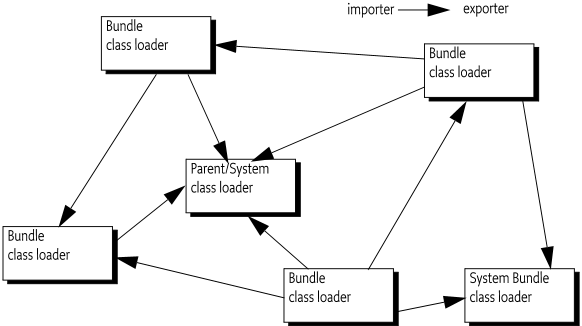 importer exporter
Bundle
class loader
Bundle
class loader
Parent/System
class loader
Bundle
class loader
Bundle
class loader
System Bundle
class loader